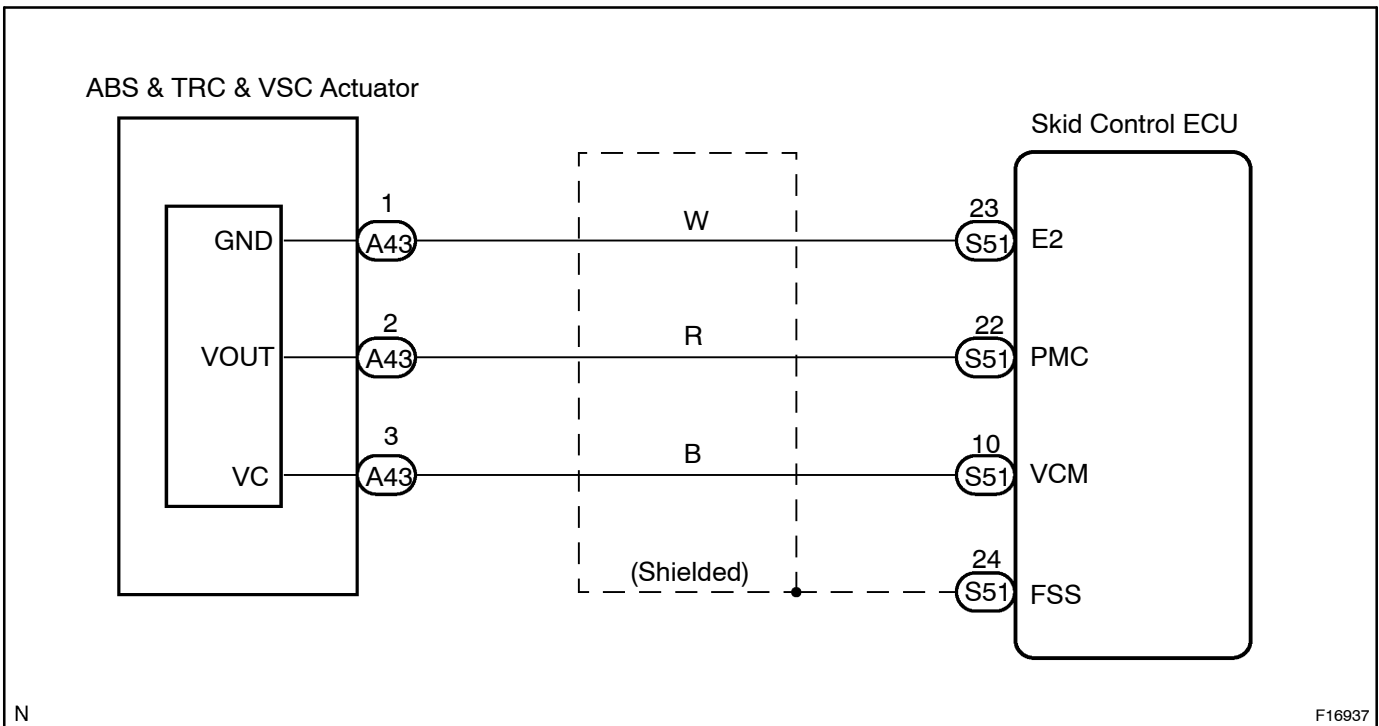 ABS & TRC & VSC Actuator
Skid Control ECU
GND
1
A43
W
23
S51
E2
VOUT
2
A43
R
22
S51
PMC
VC
3
A43
B
10
S51
VCM
(Shielded)
24
S51
FSS
N
F16937